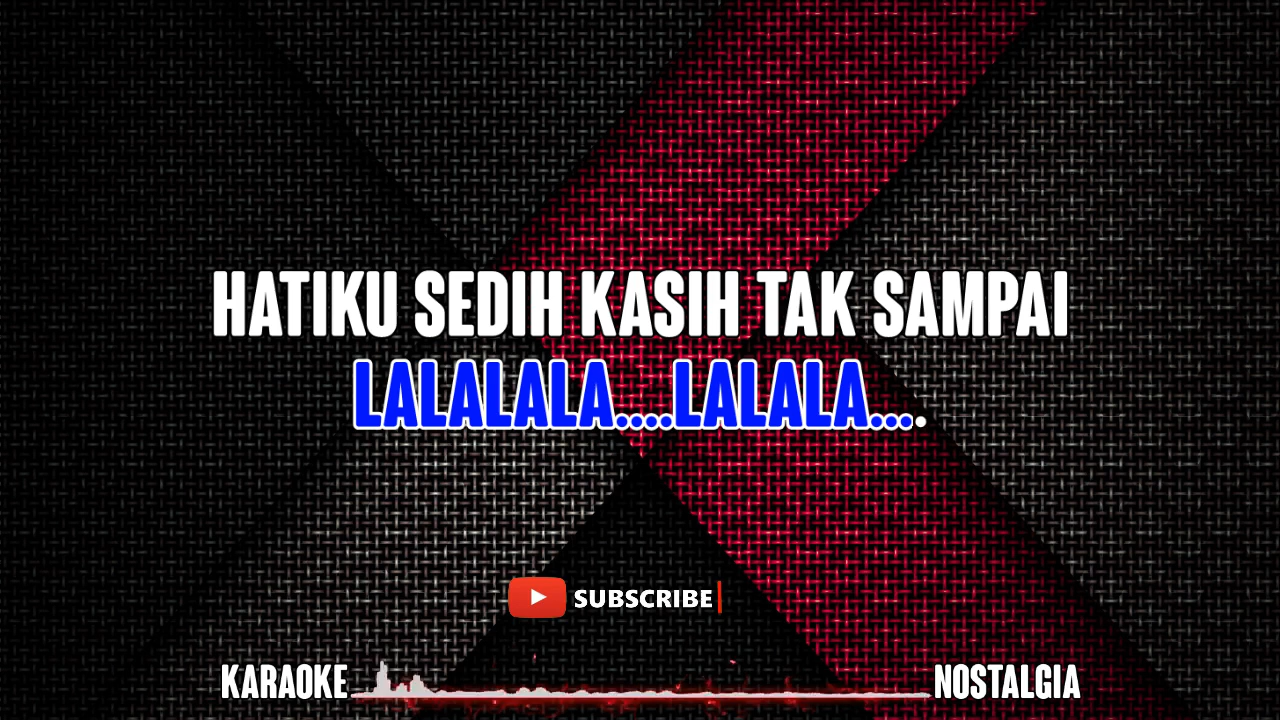 HATIKU SEDIH KASIH TAK SAMPAI
LALALALA....LALALA....
SUBSCRIBE
KARAOKE
NOSTALGIA